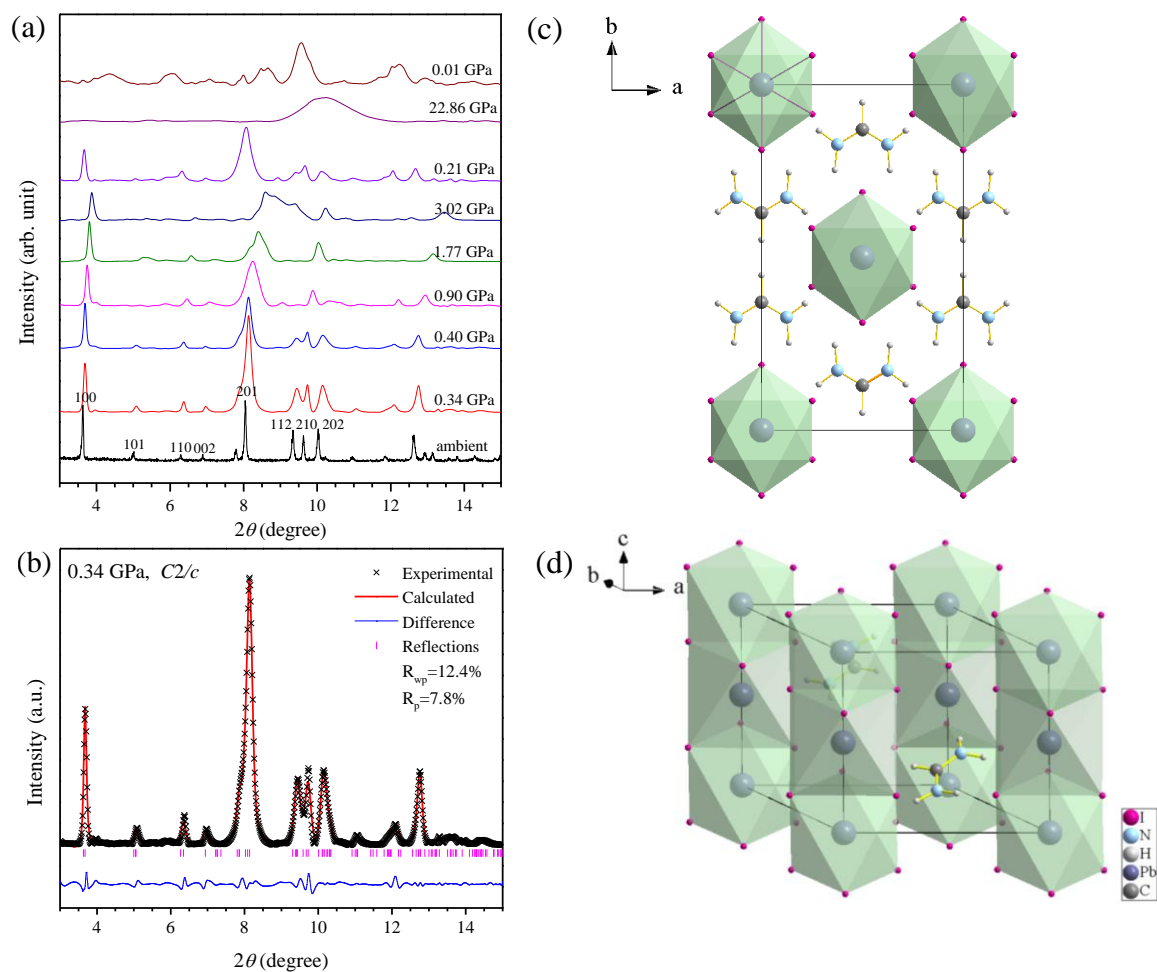 (a)
0.01 GPa
22.86 GPa
0.21 GPa
3.02 GPa
1.77 GPa
0.90 GPa
0.40 GPa
0.34 GPa
ambient
100
101
110 002
201
112 210 202
Intensity (arb. unit)
4 6 8 10 12 14
2θ (degree)
(b)
0.34 GPa, C2/c
Experimental
Calculated
Difference
Reflections
Rwp=12.4%
Rp=7.8%
Intensity (a.u.)
4 6 8 10 12 14
2θ (degree)
(c)
b
a
(d)
c
b
a
I
N
H
Pb
C